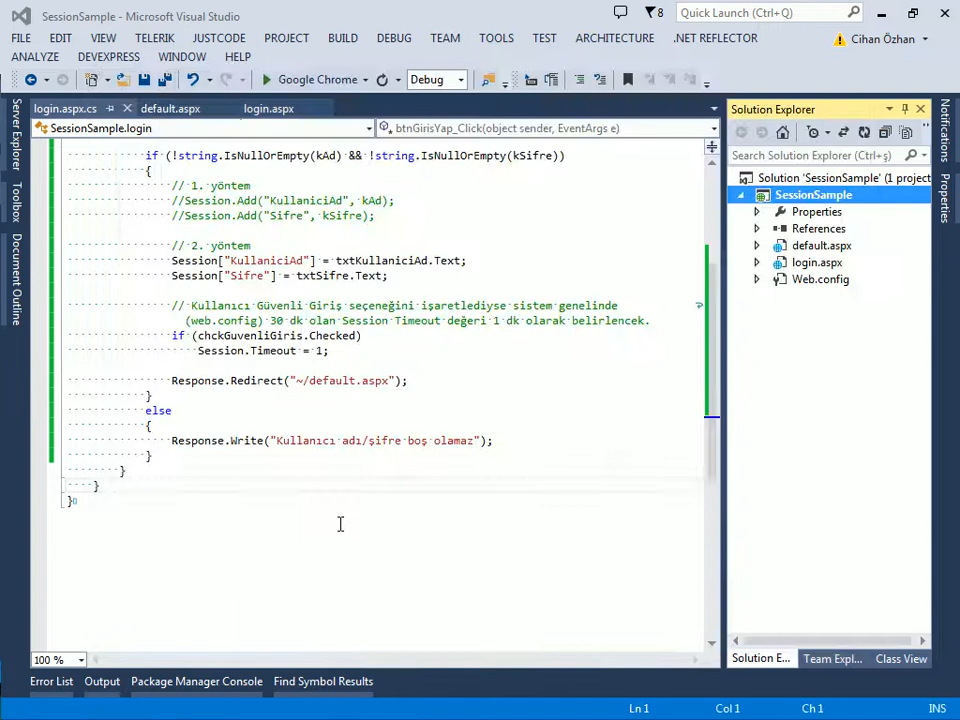 SessionSample - Microsoft Visual Studio
8
Quick Launch (Ctrl+Q)
FILE EDIT VIEW TELERIK JUSTCODE PROJECT BUILD DEBUG TEAM TOOLS TEST ARCHITECTURE .NET REFLECTOR
Cihan Özhan
ANALYZE DEVEXPRESS WINDOW HELP
Google Chrome
Debug
Server Explorer
Toolbox
Document Outline
login.aspx.cs default.aspx login.aspx
SessionSample.login
btnGirisYap_Click(object sender, EventArgs e)
if (!string.IsNullOrEmpty(kAd) && !string.IsNullOrEmpty(kSifre))
{
// 1. yöntem
//Session.Add("KullaniciAd", kAd);
//Session.Add("Sifre", kSifre);
// 2. yöntem
Session["KullaniciAd"] = txtKullaniciAd.Text;
Session["Sifre"] = txtSifre.Text;
// Kullanıcı Güvenli Giriş seçeneğini işaretlediyse sistem genelinde
(web.config) 30 dk olan Session Timeout değeri 1 dk olarak belirlencek.
if (chckGuvenliGiris.Checked)
Session.Timeout = 1;
Response.Redirect("~/default.aspx");
}
else
{
Response.Write("Kullanıcı adı/şifre boş olamaz");
}
}
}
}
100 %
Solution Explorer
Search Solution Explorer (Ctrl+ş)
Solution 'SessionSample' (1 project
SessionSample
Properties
References
default.aspx
login.aspx
Web.config
Solution E... Team Expl... Class View
Notifications
Properties
Error List Output Package Manager Console Find Symbol Results
Ln 1 Col 1 Ch 1 INS